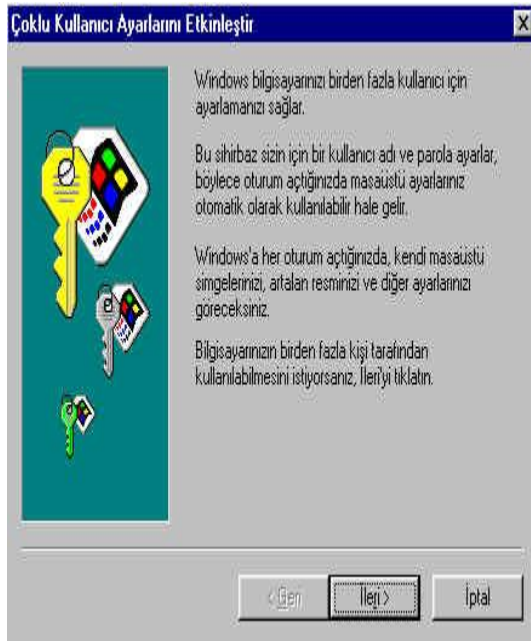 Çoklu Kullanıcı Ayarlarını Etkinleştir
Windows bilgisayarınızı birden fazla kullanıcı için
ayarlamanızı sağlar.
Bu sihirbaz sizin için bir kullanıcı adı ve parola ayarlar,
böylece oturum açtığınızda masaüstü ayarlarınız
otomatik olarak kullanılabilir hale gelir.
Windows'a her oturum açtığınızda, kendi masaüstü
simgelerinizi, artalan resminizi ve diğer ayarlarınızı
göreceksiniz.
Bilgisayarınızın birden fazla kişi tarafından
kullanılabilmesini istiyorsanız, İleri'yi tıklatın.
< Geri
İleri >
İptal